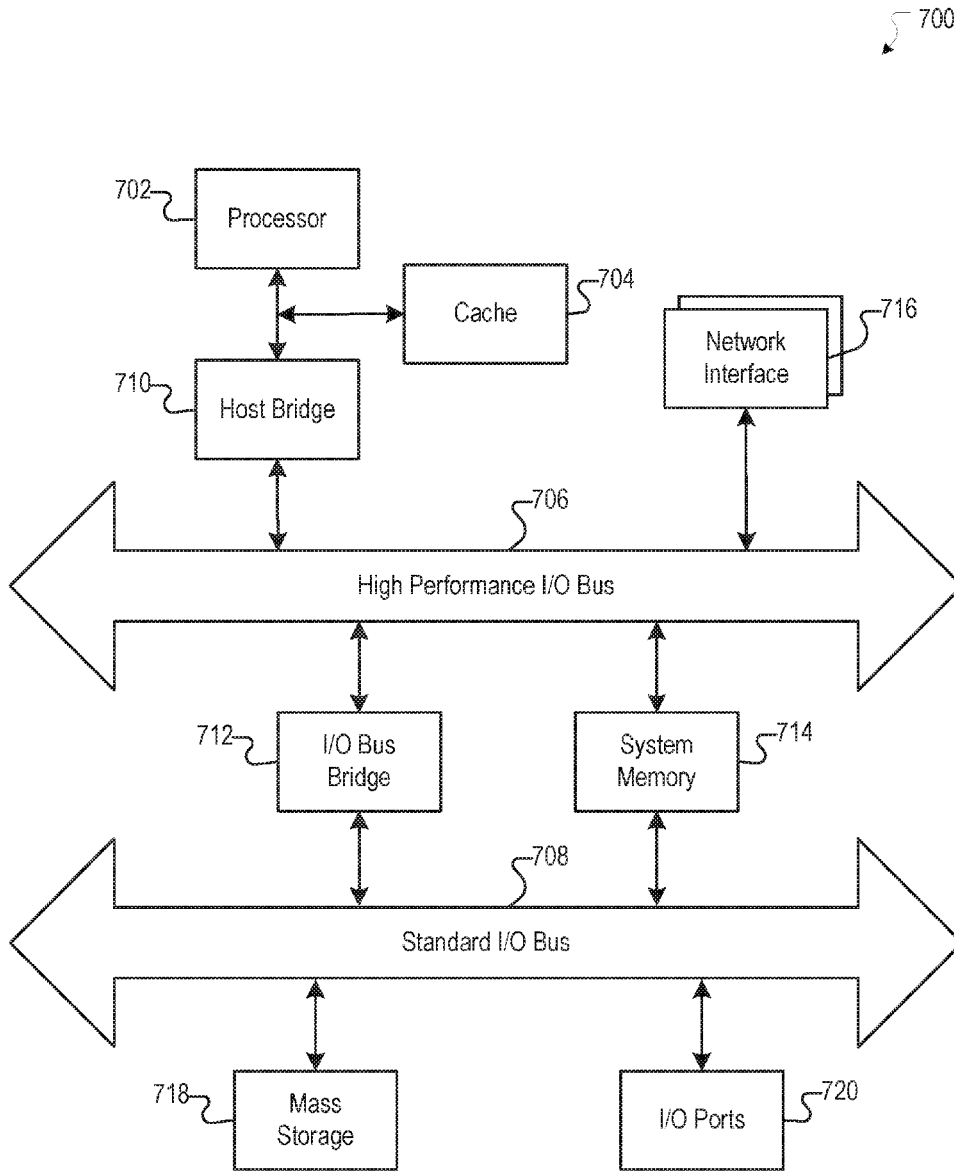 700
702
Processor
Cache
704
Network
Interface
716
710
Host Bridge
706
High Performance I/O Bus
712
I/O Bus
Bridge
System
Memory
714
708
Standard I/O Bus
718
Mass
Storage
I/O Ports
720